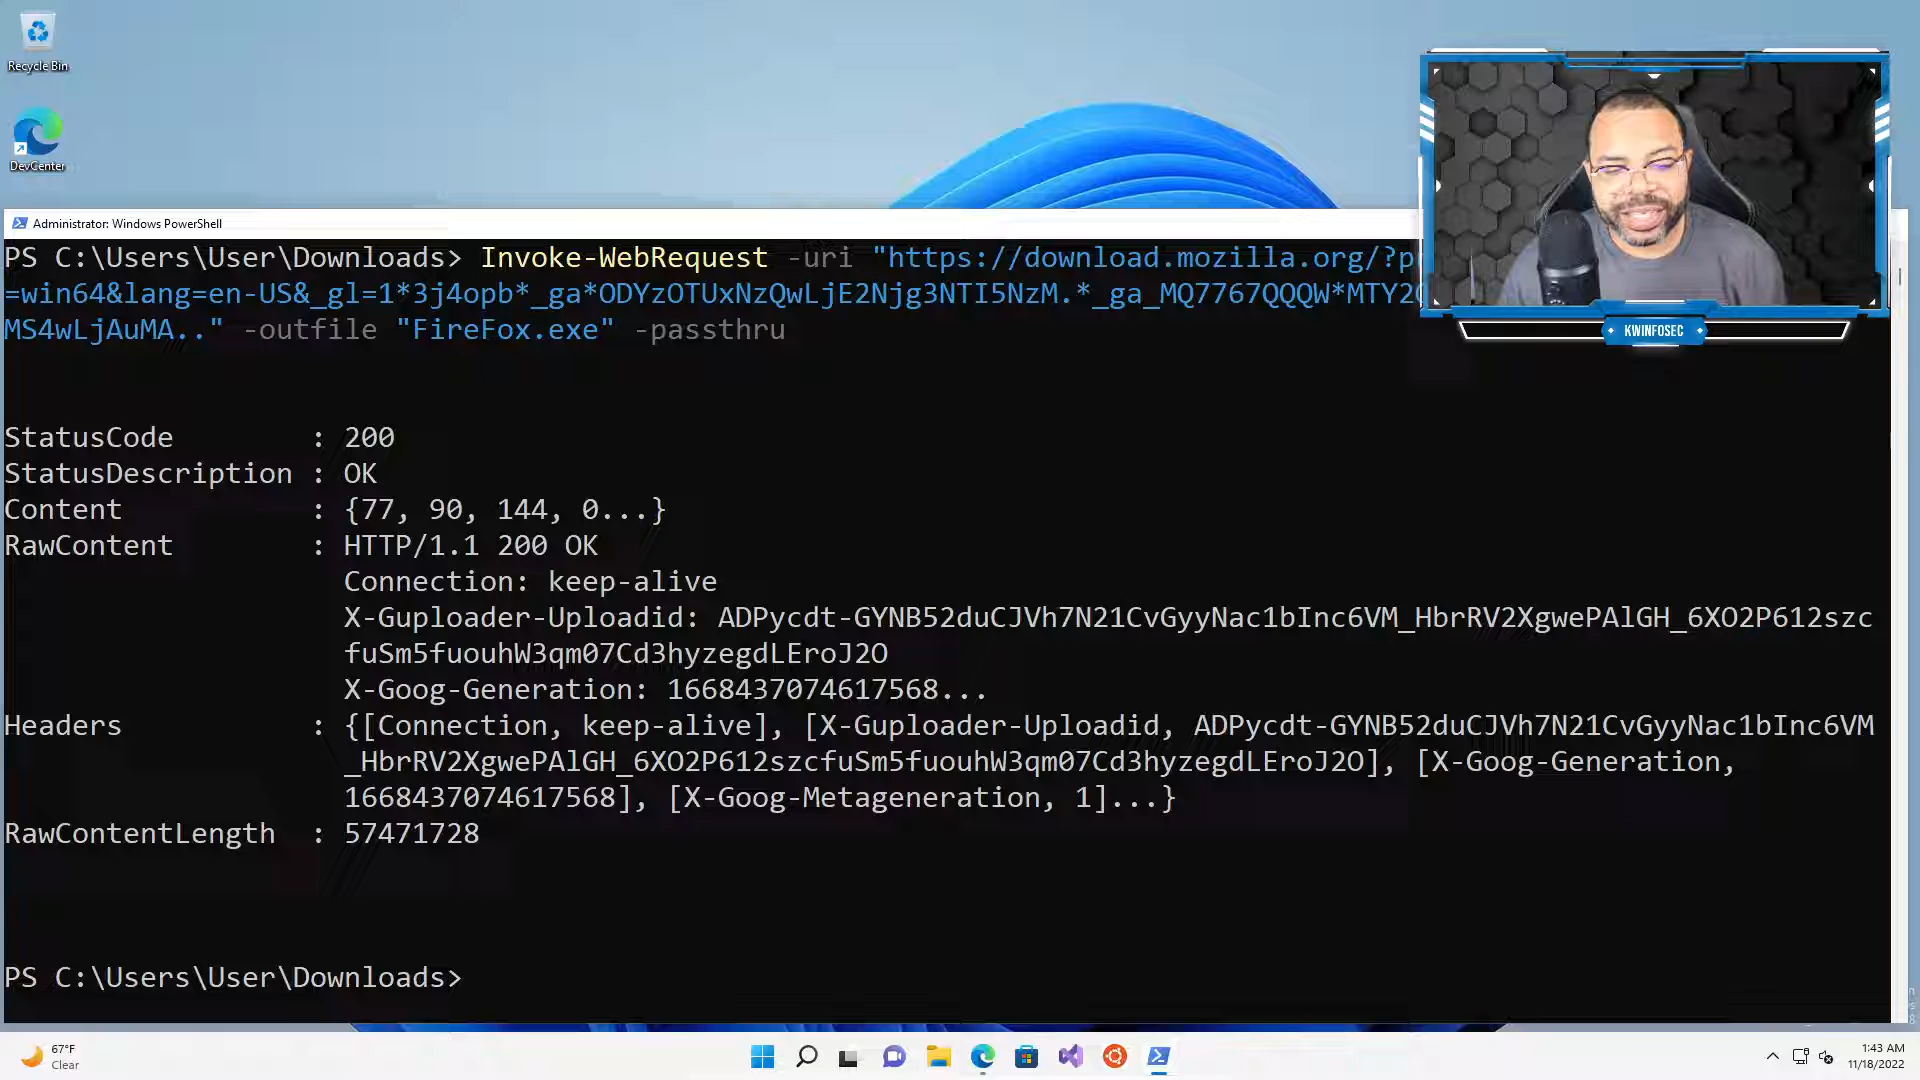 Recycle Bin
DevCenter
KWINFOSEC
Administrator: Windows PowerShell
PS C:\Users\User\Downloads> Invoke-WebRequest -uri "https://download.mozilla.org/?p
=win64&lang=en-US&_gl=1*3j4opb*_ga*ODYzOTUxNzQwLjE2Njg3NTI5NzM.*_ga_MQ7767QQQW*MTY2
MS4wLjAuMA.." -outfile "FireFox.exe" -passthru
StatusCode : 200
StatusDescription : OK
Content : {77, 90, 144, 0...}
RawContent : HTTP/1.1 200 OK
Connection: keep-alive
X-Guploader-Uploadid: ADPycdt-GYNB52duCJVh7N21CvGyyNac1bInc6VM_HbrRV2XgwePAlGH_6XO2P612szc
fuSm5fuouhW3qm07Cd3hyzegdLEroJ2O
X-Goog-Generation: 1668437074617568...
Headers : {[Connection, keep-alive], [X-Guploader-Uploadid, ADPycdt-GYNB52duCJVh7N21CvGyyNac1bInc6VM
_HbrRV2XgwePAlGH_6XO2P612szcfuSm5fuouhW3qm07Cd3hyzegdLEroJ2O], [X-Goog-Generation,
1668437074617568], [X-Goog-Metageneration, 1]...}
RawContentLength : 57471728
PS C:\Users\User\Downloads>
67°F
Clear
1:43 AM
11/18/2022